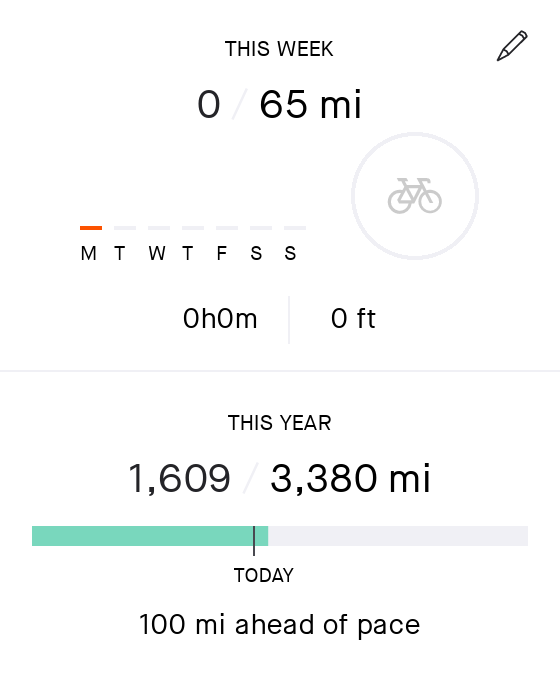 THIS WEEK
0 / 65 mi
M T W T F S S
0h0m 0 ft
THIS YEAR
1,609 / 3,380 mi
TODAY
100 mi ahead of pace